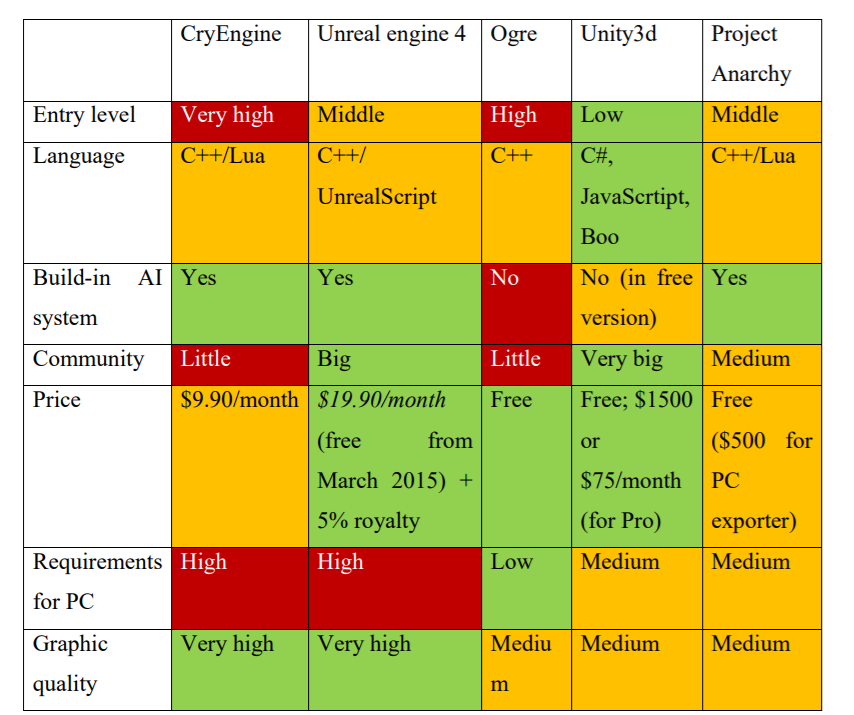 CryEngine Unreal engine 4 Ogre Unity3d Project
Anarchy
Entry level Very high Middle High Low Middle
Language C++/Lua C++/ C++ C#, C++/Lua
UnrealScript JavaScrtipt,
Boo
Build-in AI Yes Yes No No (in free Yes
system version)
Community Little Big Little Very big Medium
Price $9.90/month $19.90/month Free Free; $1500 Free
(free from or ($500 for
March 2015) + $75/month PC
5% royalty (for Pro) exporter)
Requirements High High Low Medium Medium
for PC
Graphic Very high Very high Mediu Medium Medium
quality m